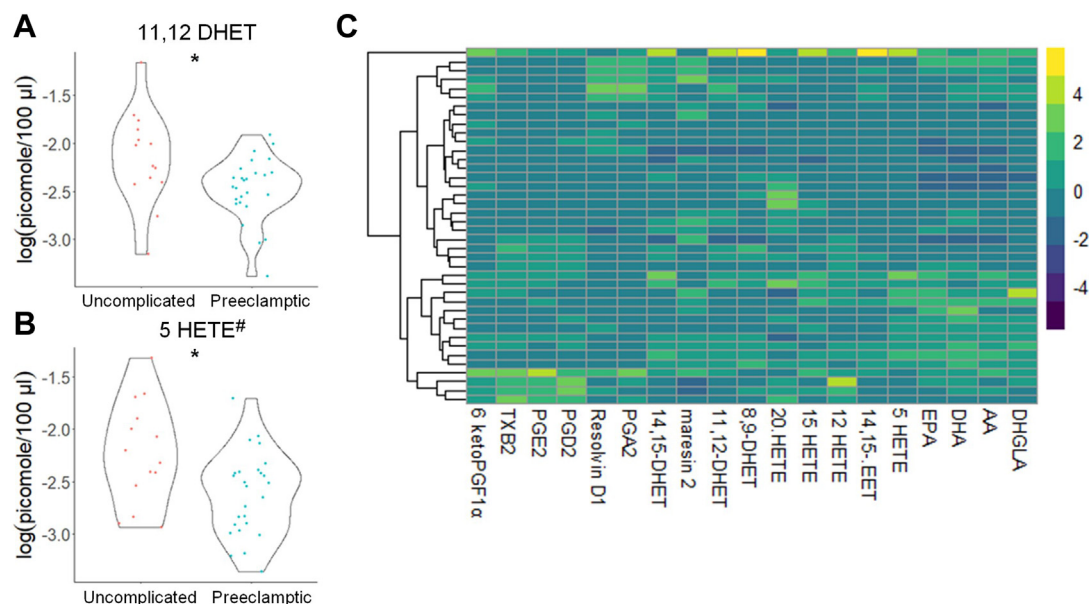 A
11,12 DHET
*
log(picomole/100 µl)
-1.5
-2.0
-2.5
-3.0
Uncomplicated Preeclamptic
B
5 HETE#
*
log(picomole/100 µl)
-1.5
-2.0
-2.5
-3.0
Uncomplicated Preeclamptic
C
4
2
0
-2
-4
6 ketoPGF1α
TXB2
PGE2
PGD2
Resolvin D1
PGA2
14,15-DHET
maresin 2
11,12-DHET
8,9-DHET
20.HETE
15 HETE
12 HETE
14,15-.EET
5 HETE
EPA
DHA
AA
DHGLA